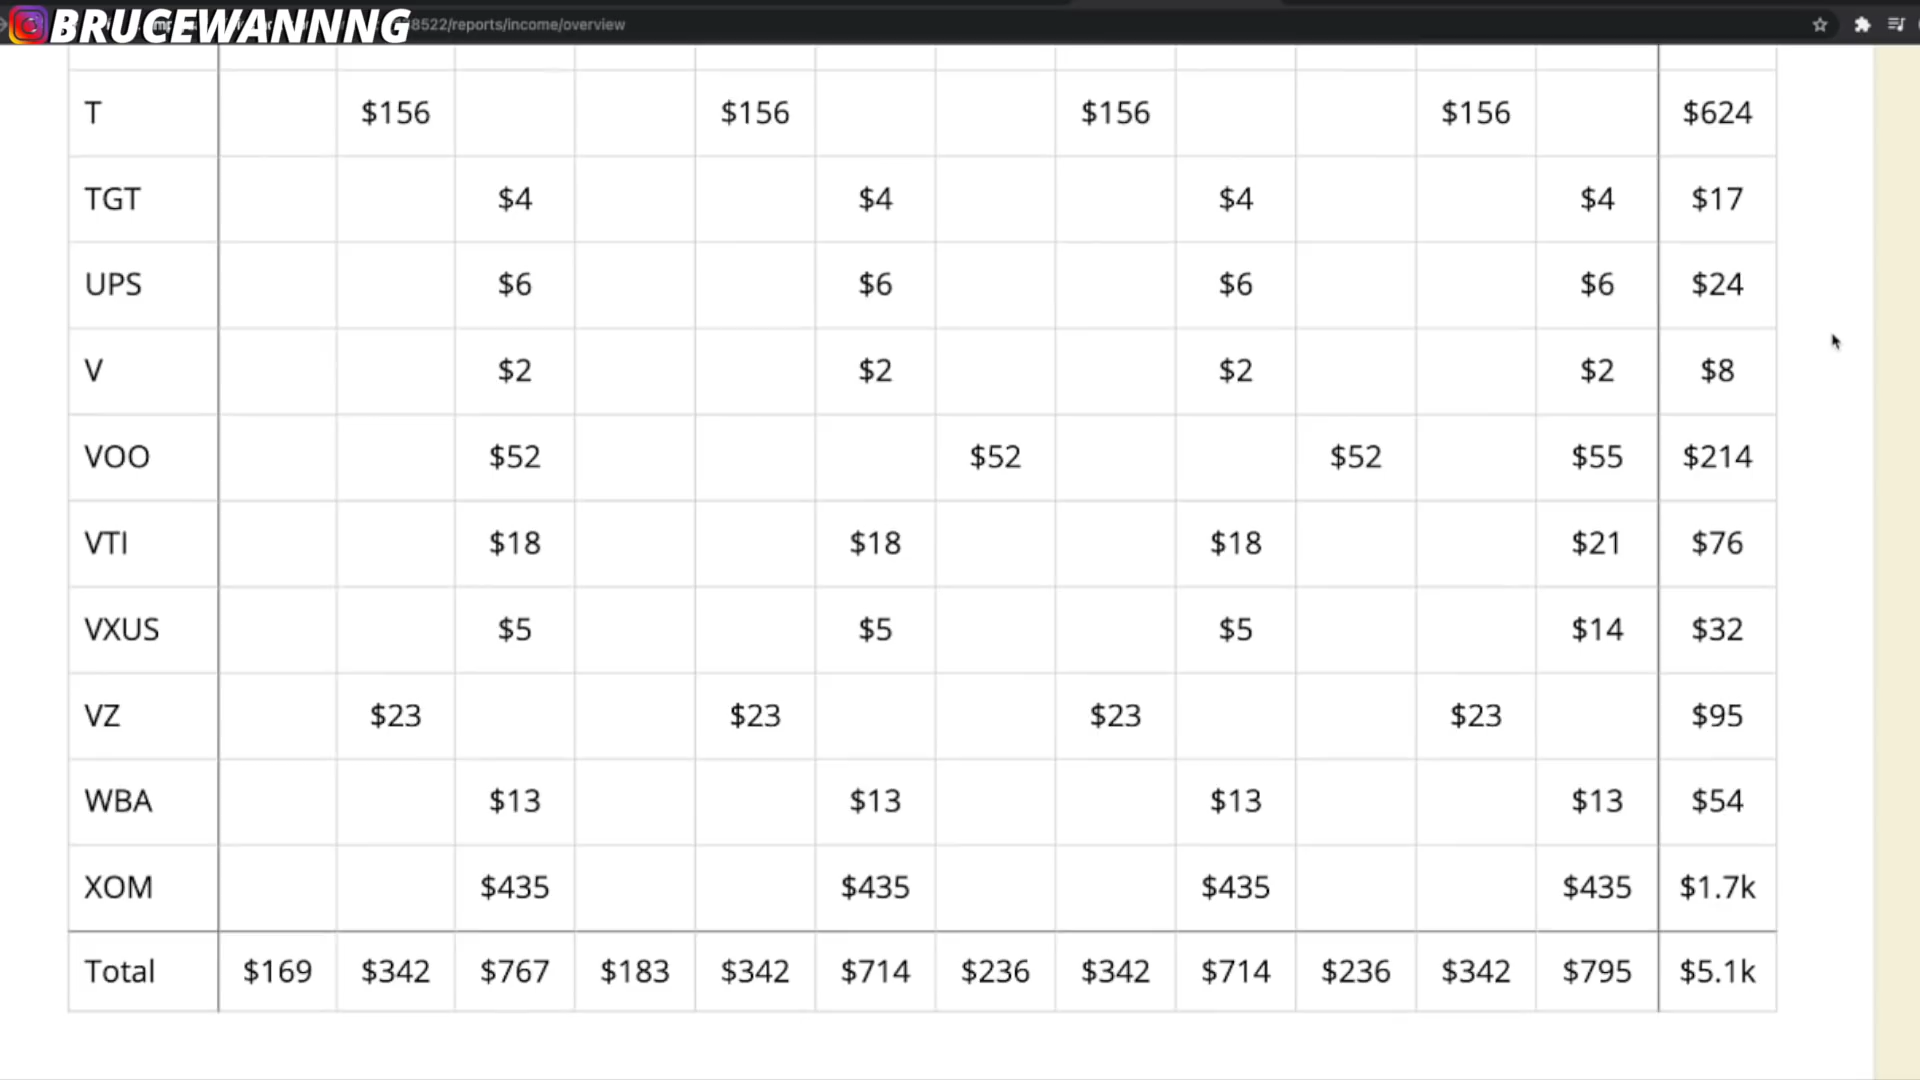 BRUCEWANNNG
8522/reports/income/overview
T $156 $156 $156 $156 $624
TGT $4 $4 $4 $4 $17
UPS $6 $6 $6 $6 $24
V $2 $2 $2 $2 $8
VOO $52 $52 $52 $55 $214
VTI $18 $18 $18 $21 $76
VXUS $5 $5 $5 $14 $32
VZ $23 $23 $23 $23 $95
WBA $13 $13 $13 $13 $54
XOM $435 $435 $435 $435 $1.7k
Total $169 $342 $767 $183 $342 $714 $236 $342 $714 $236 $342 $795 $5.1k